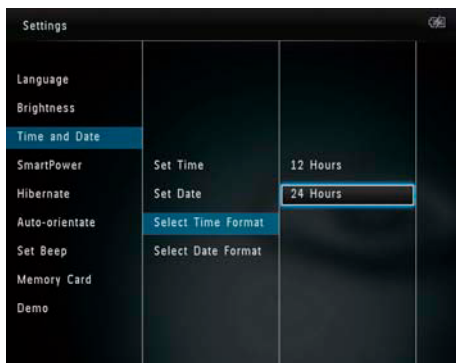 Settings
Language
Brightness
Time and Date
SmartPower
Hibernate
Auto-orientate
Set Beep
Memory Card
Demo
Set Time
Set Date
Select Time Format
Select Date Format
12 Hours
24 Hours